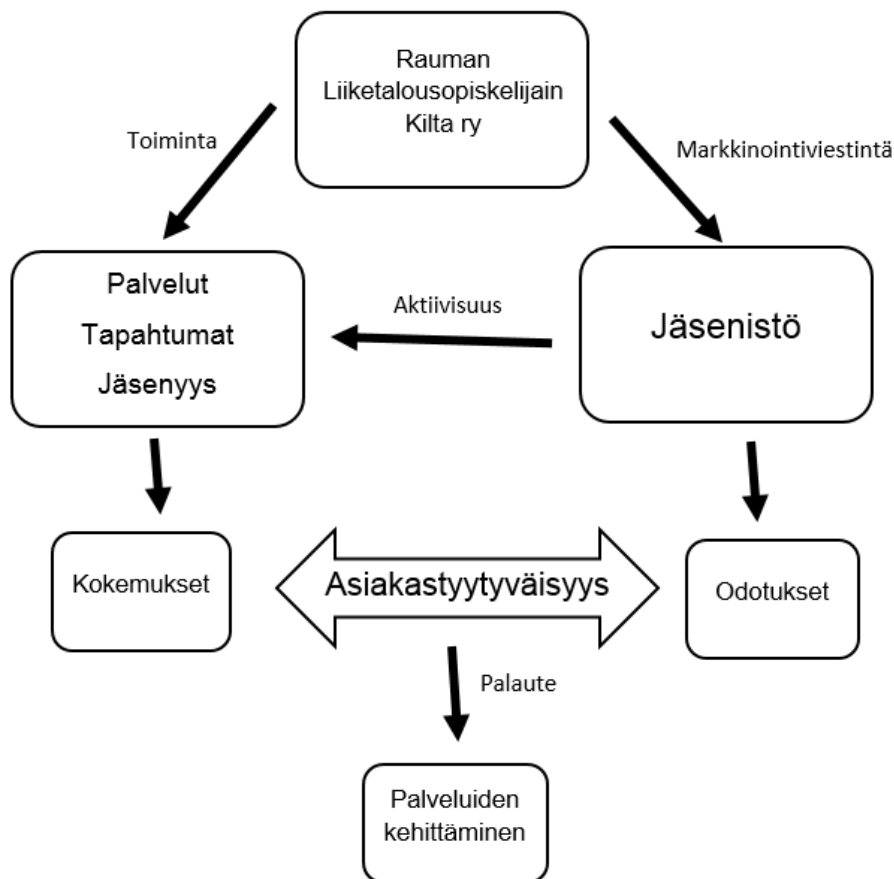 Rauman
Liiketalousopiskelijain
Kilta ry
Toiminta
Markkinointiviestintä
Palvelut
Tapahtumat
Jäsenyys
Aktiivisuus
Jäsenistö
Kokemukset
Asiakastyytyväisyys
Odotukset
Palaute
Palveluiden
kehittäminen